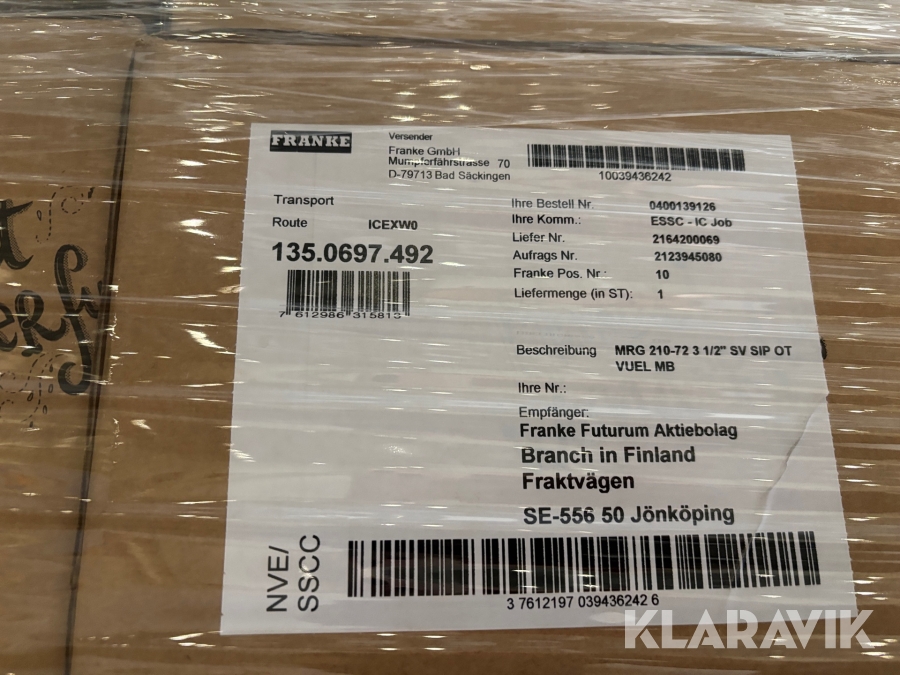 FRANKE
Versender
Franke GmbH
Mumpferfährstrasse 70
D-79713 Bad Säckingen
10039436242
Transport
Route ICEXW0
135.0697.492
7 612986 315813
Ihre Bestell Nr. 0400139126
Ihre Komm.: ESSC - IC Job
Liefer Nr. 2164200069
Aufrags Nr. 2123945080
Franke Pos. Nr.: 10
Liefermenge (in ST): 1
Beschreibung MRG 210-72 3 1/2" SV SIP OT
VUEL MB
Ihre Nr.:
Empfänger:
Franke Futurum Aktiebolag
Branch in Finland
Fraktvägen
SE-556 50 Jönköping
NVE/
SSCC
3 7612197 039436242 6
KLARAVIK